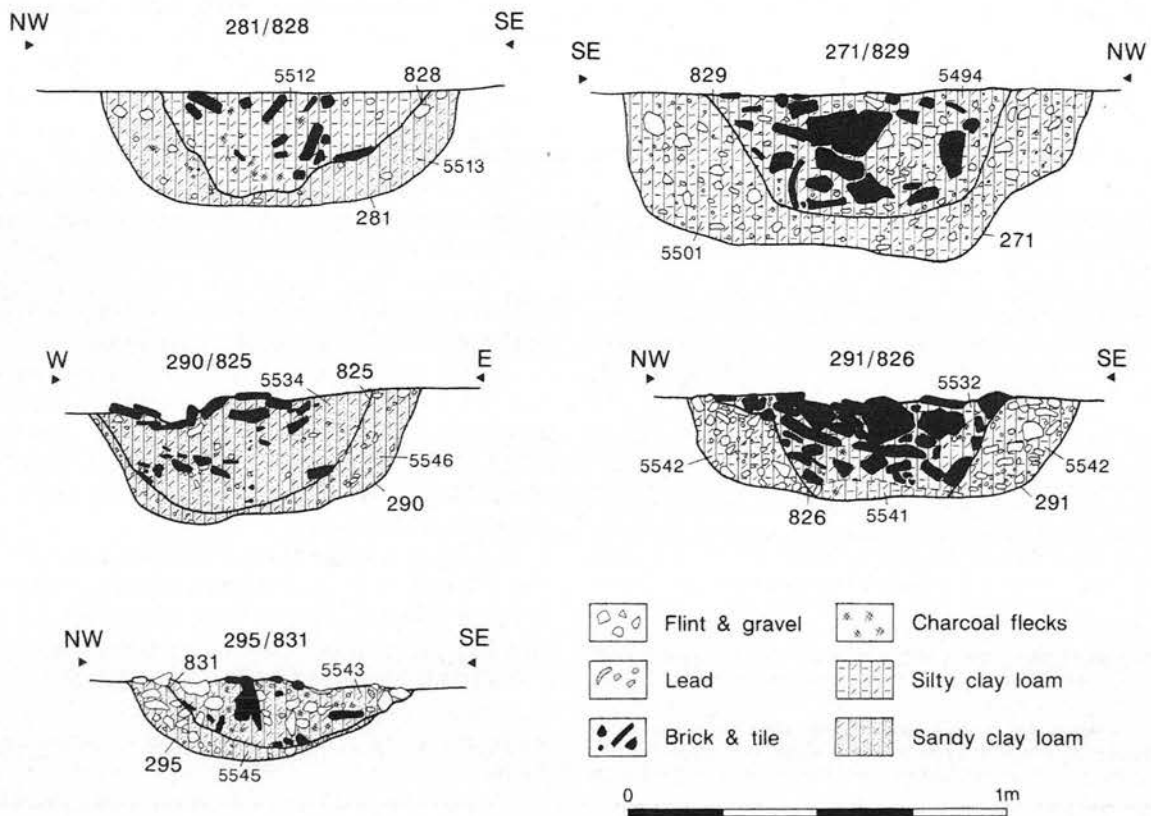 NW 281/828 SE
5512 828
5513
281
SE 271/829 NW
829 5494
5501 271
W 290/825 E
5534 825
5546
290
NW 291/826 SE
5532
5542 5542
826 5541 291
NW 295/831 SE
831 5543
295 5545
Flint & gravel
Charcoal flecks
Lead
Silty clay loam
Brick & tile
Sandy clay loam
0 1m